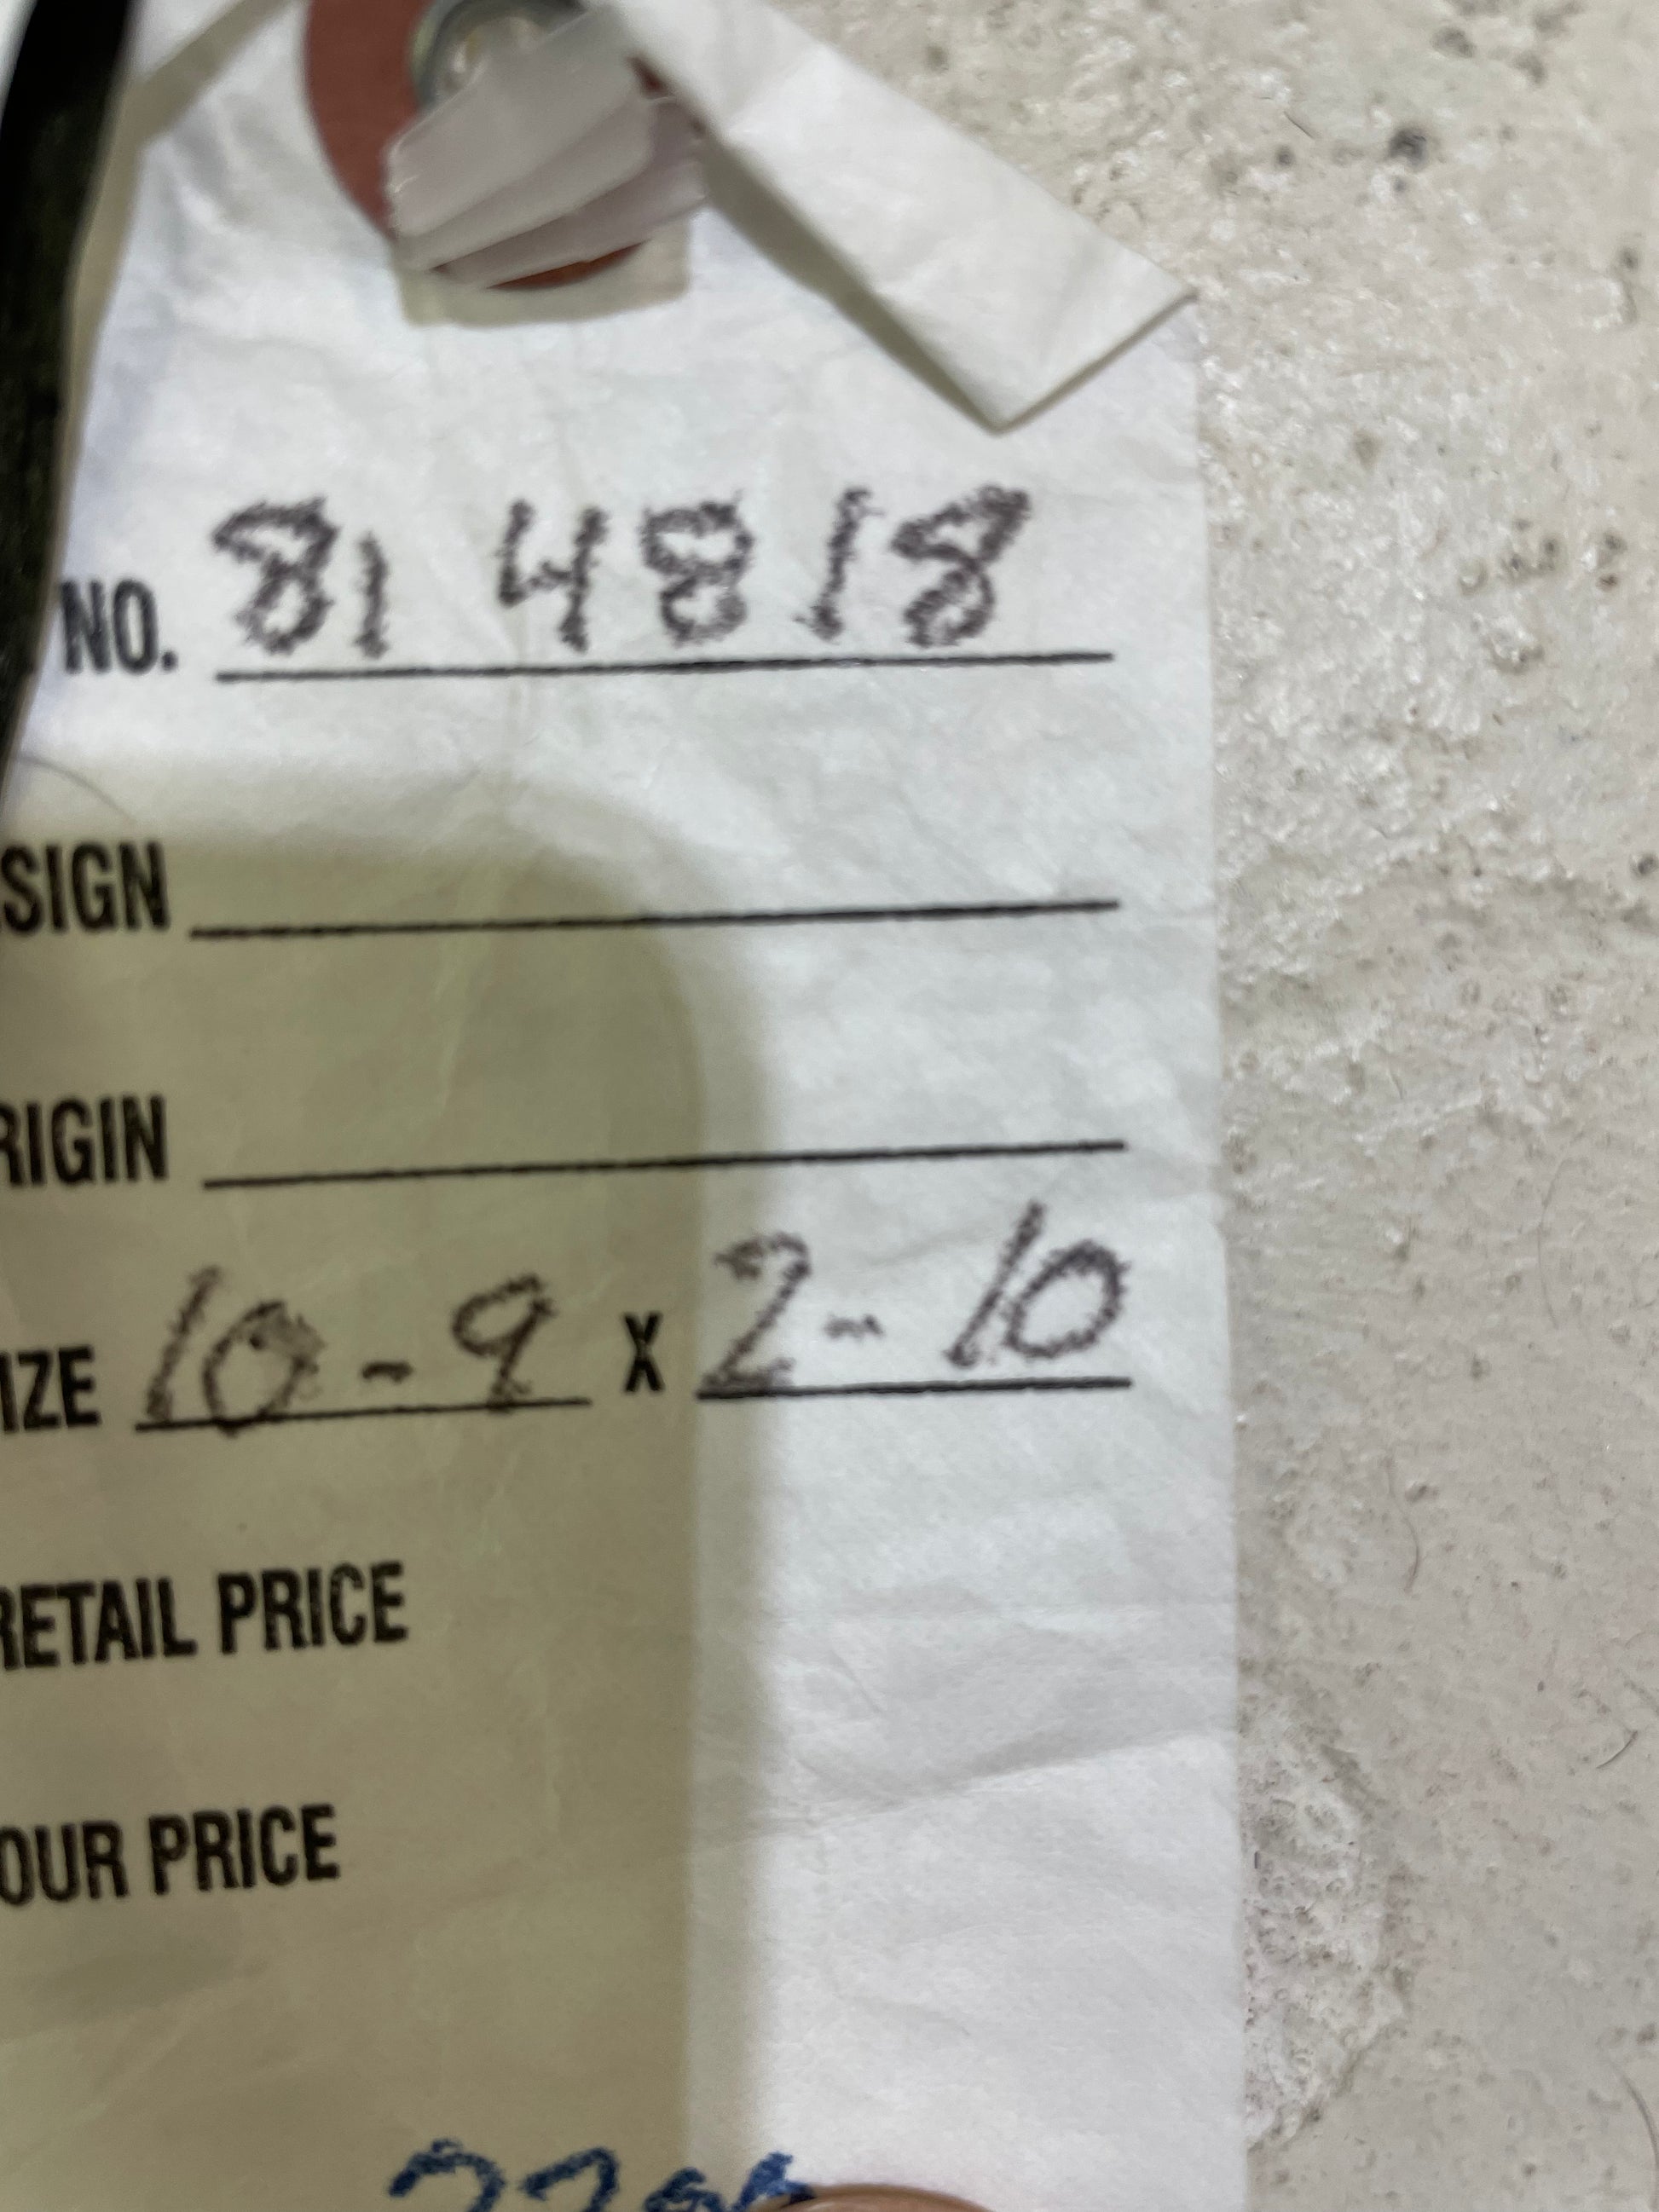 NO. 81 4818
SIGN
RIGIN
IZE 10-9 X 2-10
RETAIL PRICE
OUR PRICE